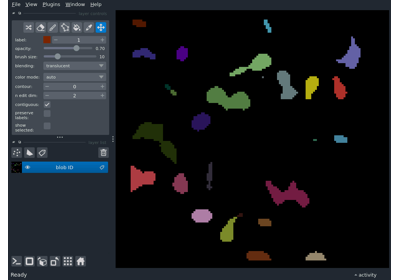 File View Plugins Window Help
label: 1
opacity: 0.70
brush size: 10
blending: translucent
color mode: auto
contour: 0
n edit dim: 2
contiguous: ✓
preserve
labels:
show
selected:
blob ID
Ready
activity